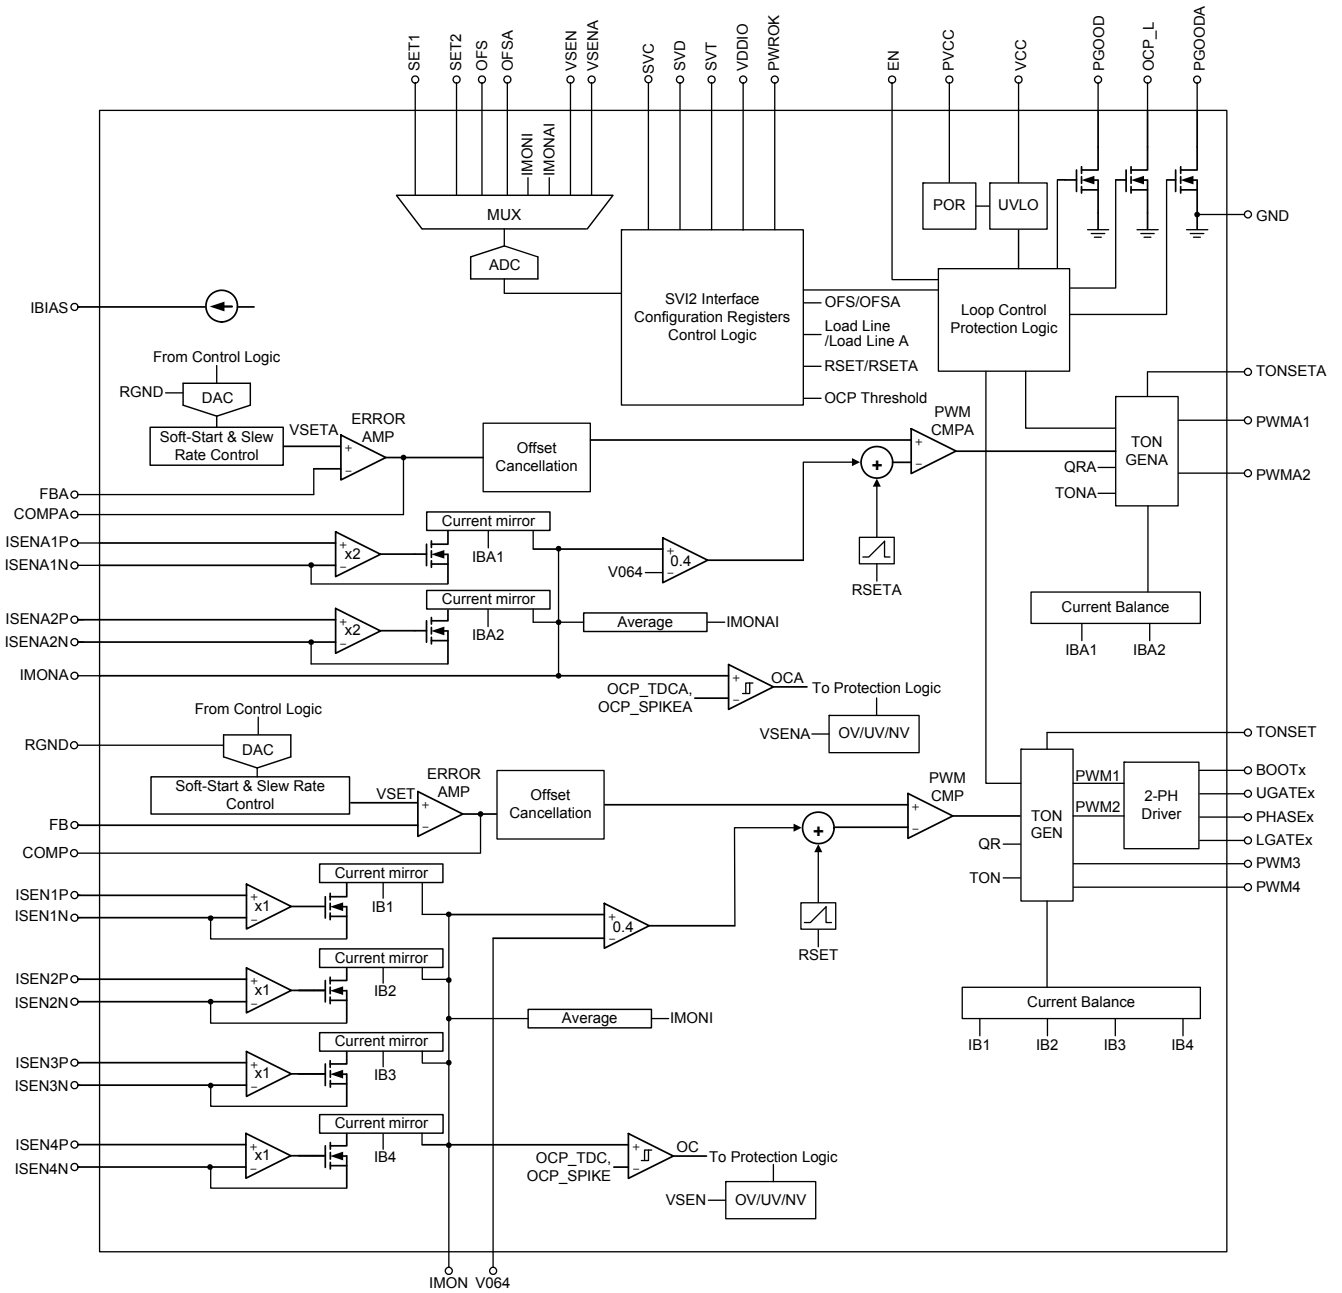 SET1
SET2
OFS
OFSA
VSEN
VSENA
SVC
SVD
SVT
VDDIO
PWROK
EN
PVCC
VCC
PGOOD
OCP_L
PGOODA
IMONI
IMONAI
MUX
ADC
POR
UVLO
GND
IBIAS
SVI2 Interface
Configuration Registers
Control Logic
OFS/OFSA
Load Line
/Load Line A
RSET/RSETA
OCP Threshold
Loop Control
Protection Logic
From Control Logic
RGND
DAC
Soft-Start & Slew
Rate Control
VSETA
ERROR
AMP
+
−
Offset
Cancellation
PWM
CMPA
+
−
+
TONSETA
PWMA1
PWMA2
TON
GENA
QRA
TONA
FBA
COMPA
ISENA1P
ISENA1N
+
−
x2
Current mirror
IBA1
V064
+
−
0.4
RSETA
ISENA2P
ISENA2N
+
−
x2
Current mirror
IBA2
Average
IMONAI
Current Balance
IBA1
IBA2
IMONA
OCP_TDCA,
OCP_SPIKEA
+
−
OCA
To Protection Logic
VSENA
OV/UV/NV
From Control Logic
RGND
DAC
Soft-Start & Slew Rate
Control
VSET
ERROR
AMP
+
−
Offset
Cancellation
PWM
CMP
+
−
+
TONSET
TON
GEN
PWM1
PWM2
2-PH
Driver
BOOTx
UGATEx
PHASEx
LGATEx
PWM3
PWM4
QR
TON
FB
COMP
ISEN1P
ISEN1N
+
−
x1
Current mirror
IB1
+
−
0.4
RSET
ISEN2P
ISEN2N
+
−
x1
Current mirror
IB2
Average
IMONI
Current Balance
IB1
IB2
IB3
IB4
ISEN3P
ISEN3N
+
−
x1
Current mirror
IB3
ISEN4P
ISEN4N
+
−
x1
Current mirror
IB4
OCP_TDC,
OCP_SPIKE
+
−
OC
To Protection Logic
VSEN
OV/UV/NV
IMON
V064